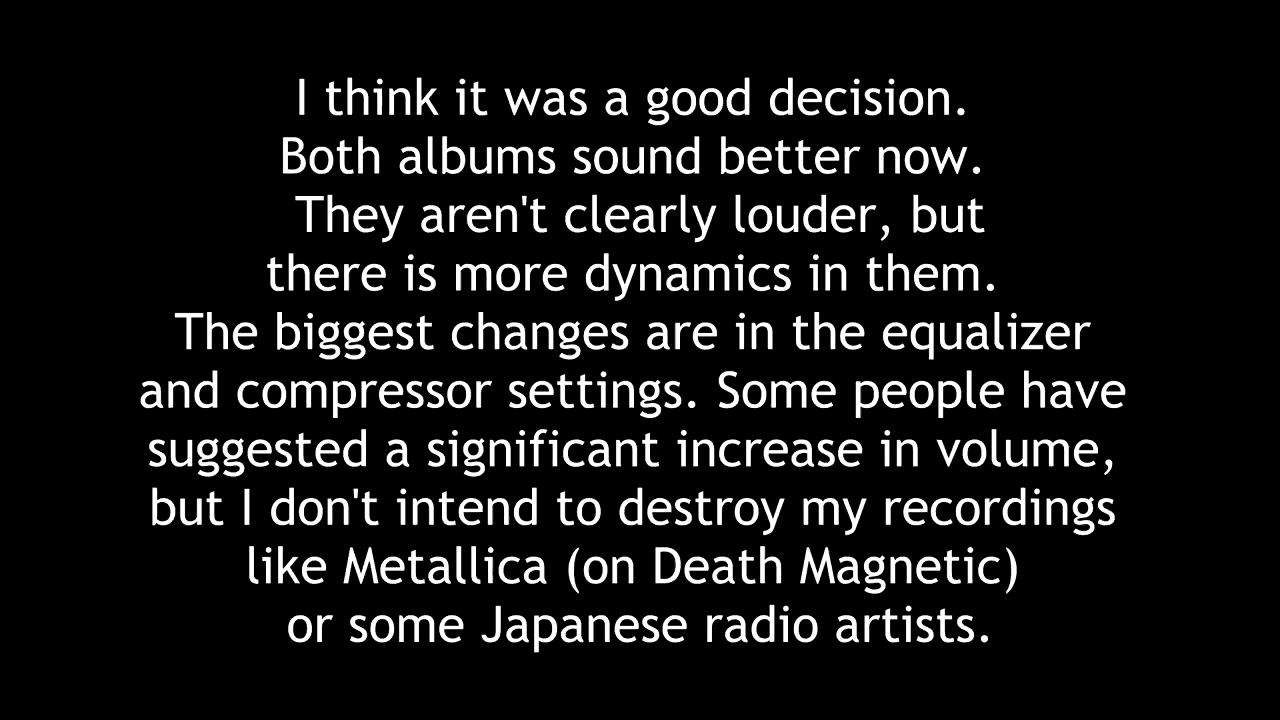 I think it was a good decision.
Both albums sound better now.
They aren't clearly louder, but
there is more dynamics in them.
The biggest changes are in the equalizer
and compressor settings. Some people have
suggested a significant increase in volume,
but I don't intend to destroy my recordings
like Metallica (on Death Magnetic)
or some Japanese radio artists.